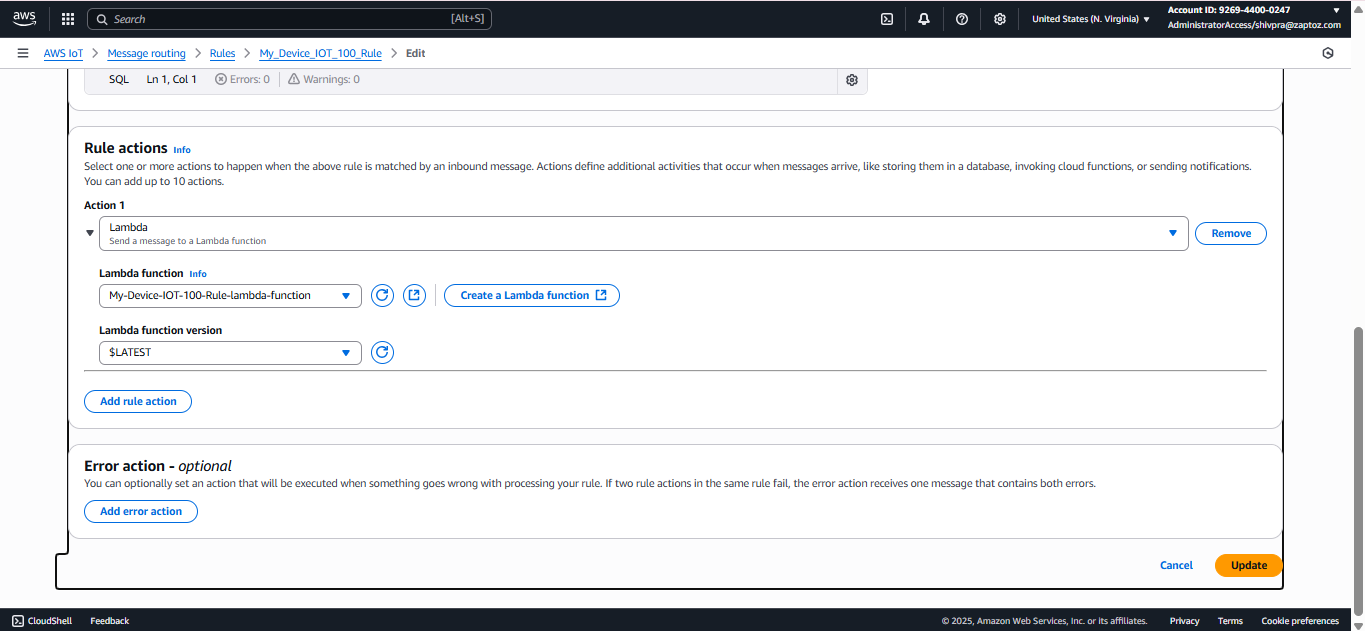 aws
Search
[Alt+S]
United States (N. Virginia)
Account ID: 9269-4400-0247
AdministratorAccess/shivpra@zaptoz.com
AWS IoT > Message routing > Rules > My_Device_IOT_100_Rule > Edit
SQL Ln 1, Col 1 Errors: 0 Warnings: 0
Rule actions Info
Select one or more actions to happen when the above rule is matched by an inbound message. Actions define additional activities that occur when messages arrive, like storing them in a database, invoking cloud functions, or sending notifications.
You can add up to 10 actions.
Action 1
Lambda
Send a message to a Lambda function
Remove
Lambda function Info
My-Device-IOT-100-Rule-lambda-function
Create a Lambda function
Lambda function version
$LATEST
Add rule action
Error action - optional
You can optionally set an action that will be executed when something goes wrong with processing your rule. If two rule actions in the same rule fail, the error action receives one message that contains both errors.
Add error action
Cancel
Update
CloudShell Feedback © 2025, Amazon Web Services, Inc. or its affiliates. Privacy Terms Cookie preferences